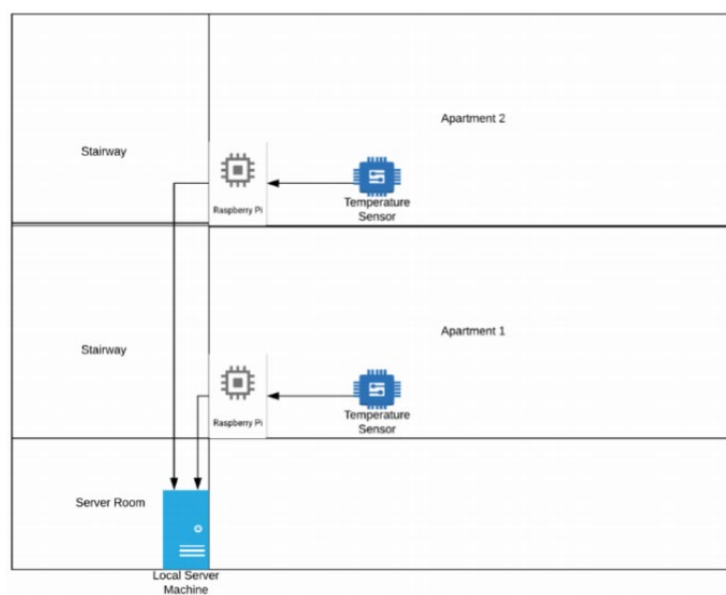 Apartment 2
Stairway
Raspberry Pi
Temperature
Sensor
Apartment 1
Stairway
Raspberry Pi
Temperature
Sensor
Server Room
Local Server
Machine